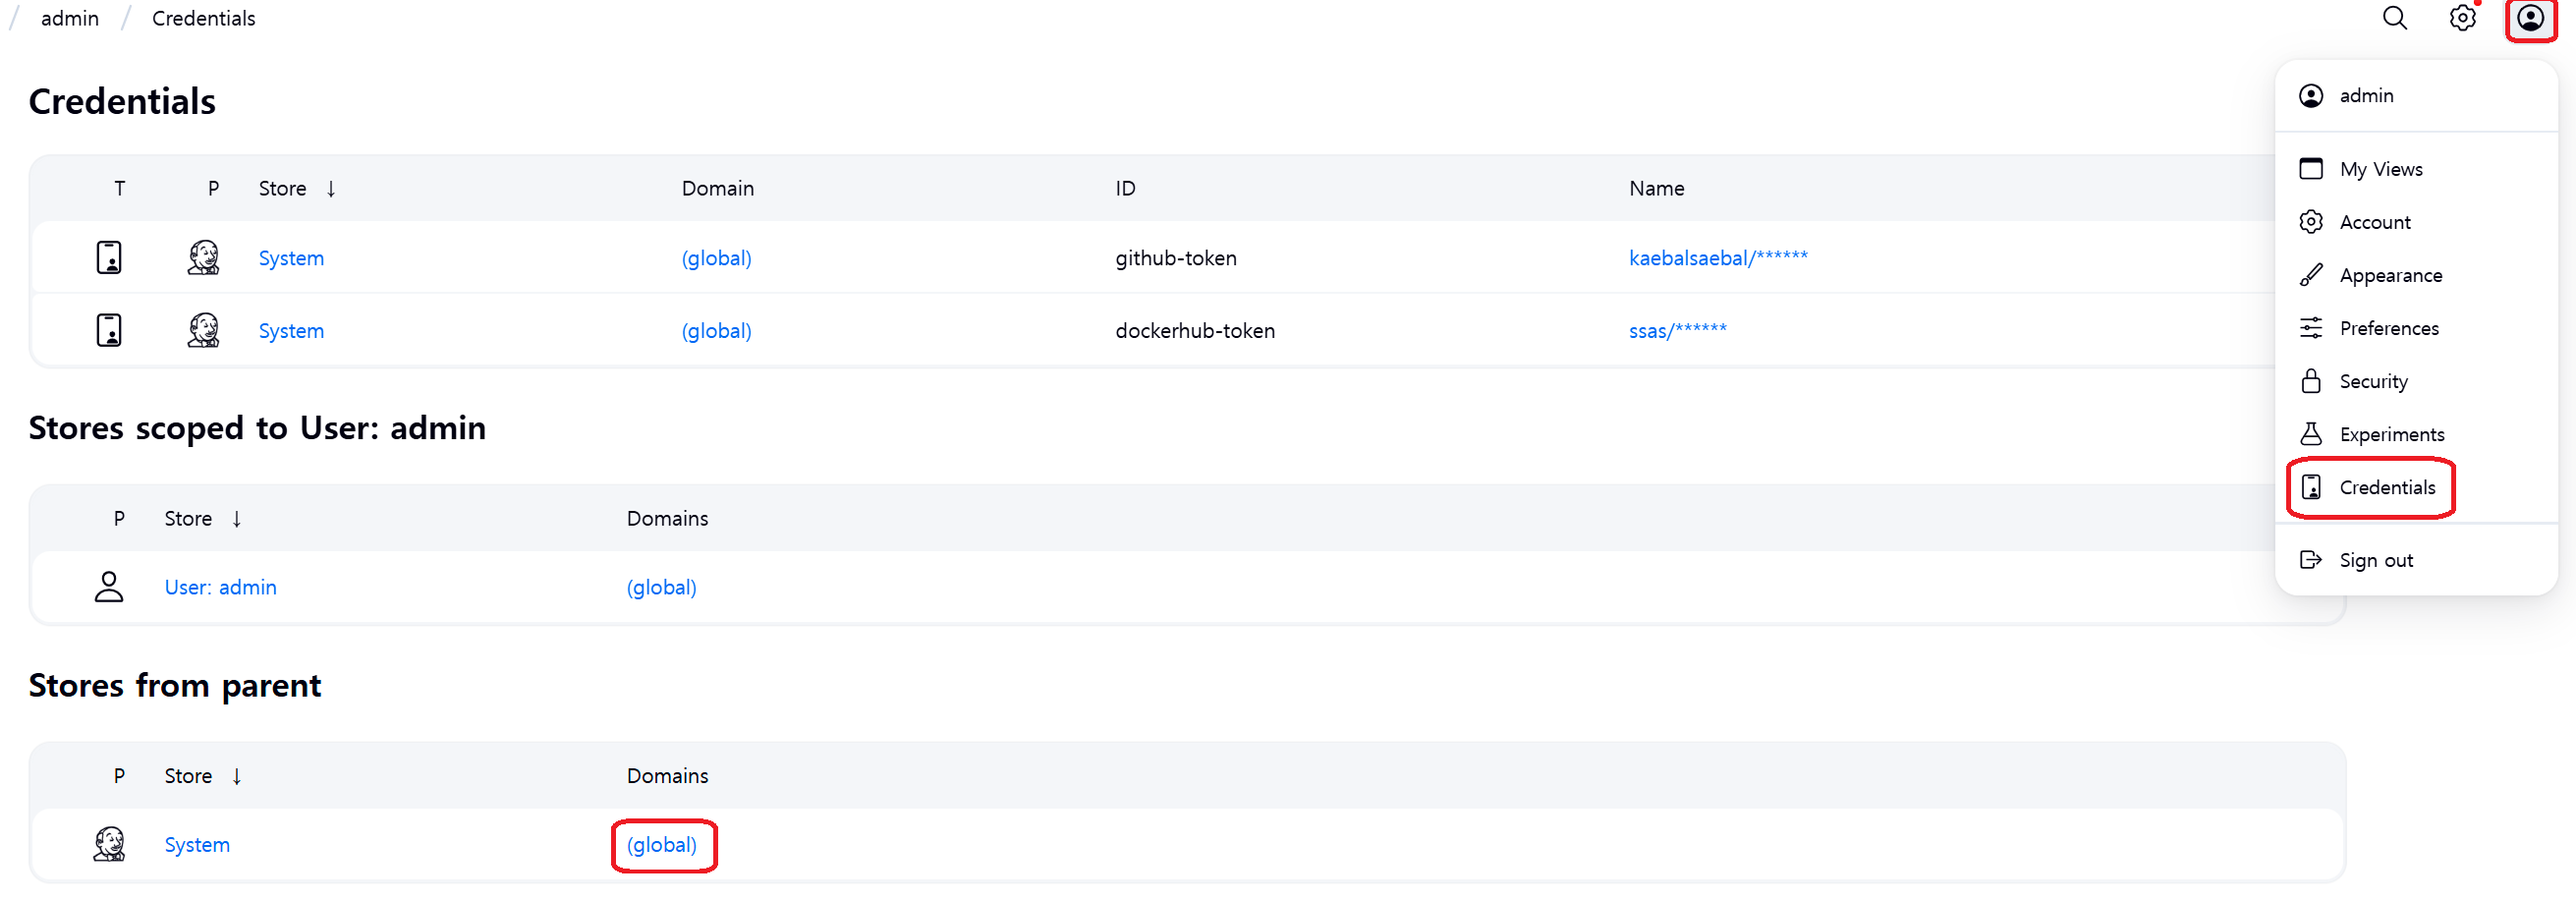 / admin / Credentials
Credentials
T P Store ↓ Domain ID Name
System (global) github-token kaebalsaebal/******
System (global) dockerhub-token ssas/******
Stores scoped to User: admin
P Store ↓ Domains
User: admin (global)
Stores from parent
P Store ↓ Domains
System (global)
admin
My Views
Account
Appearance
Preferences
Security
Experiments
Credentials
Sign out